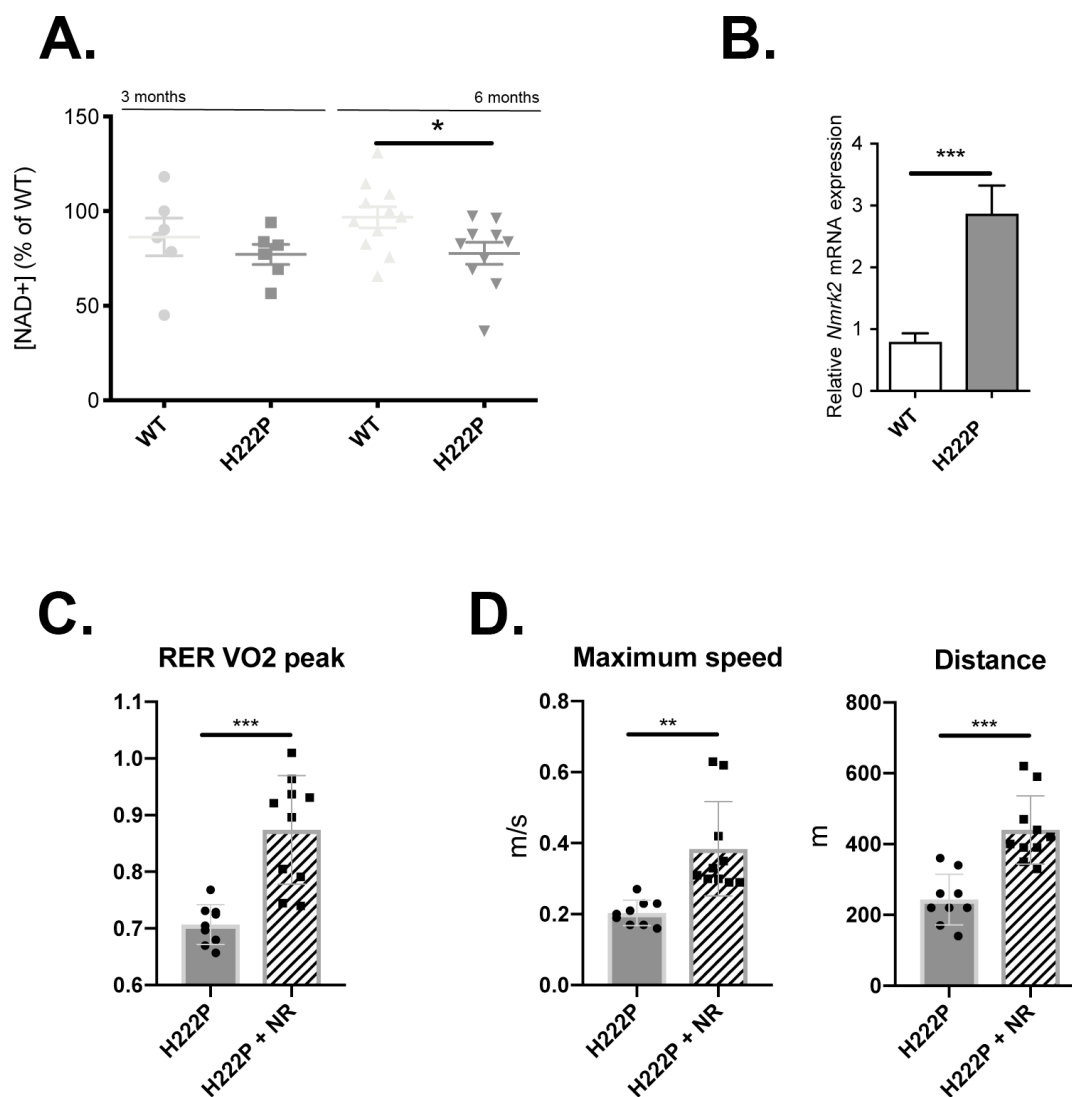 A.
3 months
6 months
*
[NAD+] (% of WT)
150
100
50
0
WT
H222P
WT
H222P
B.
***
Relative Nmrk2 mRNA expression
4
3
2
1
0
WT
H222P
C.
RER VO2 peak
***
1.1
1.0
0.9
0.8
0.7
0.6
H222P
H222P + NR
D.
Maximum speed
**
m/s
0.8
0.6
0.4
0.2
0.0
H222P
H222P + NR
Distance
***
m
800
600
400
200
0
H222P
H222P + NR